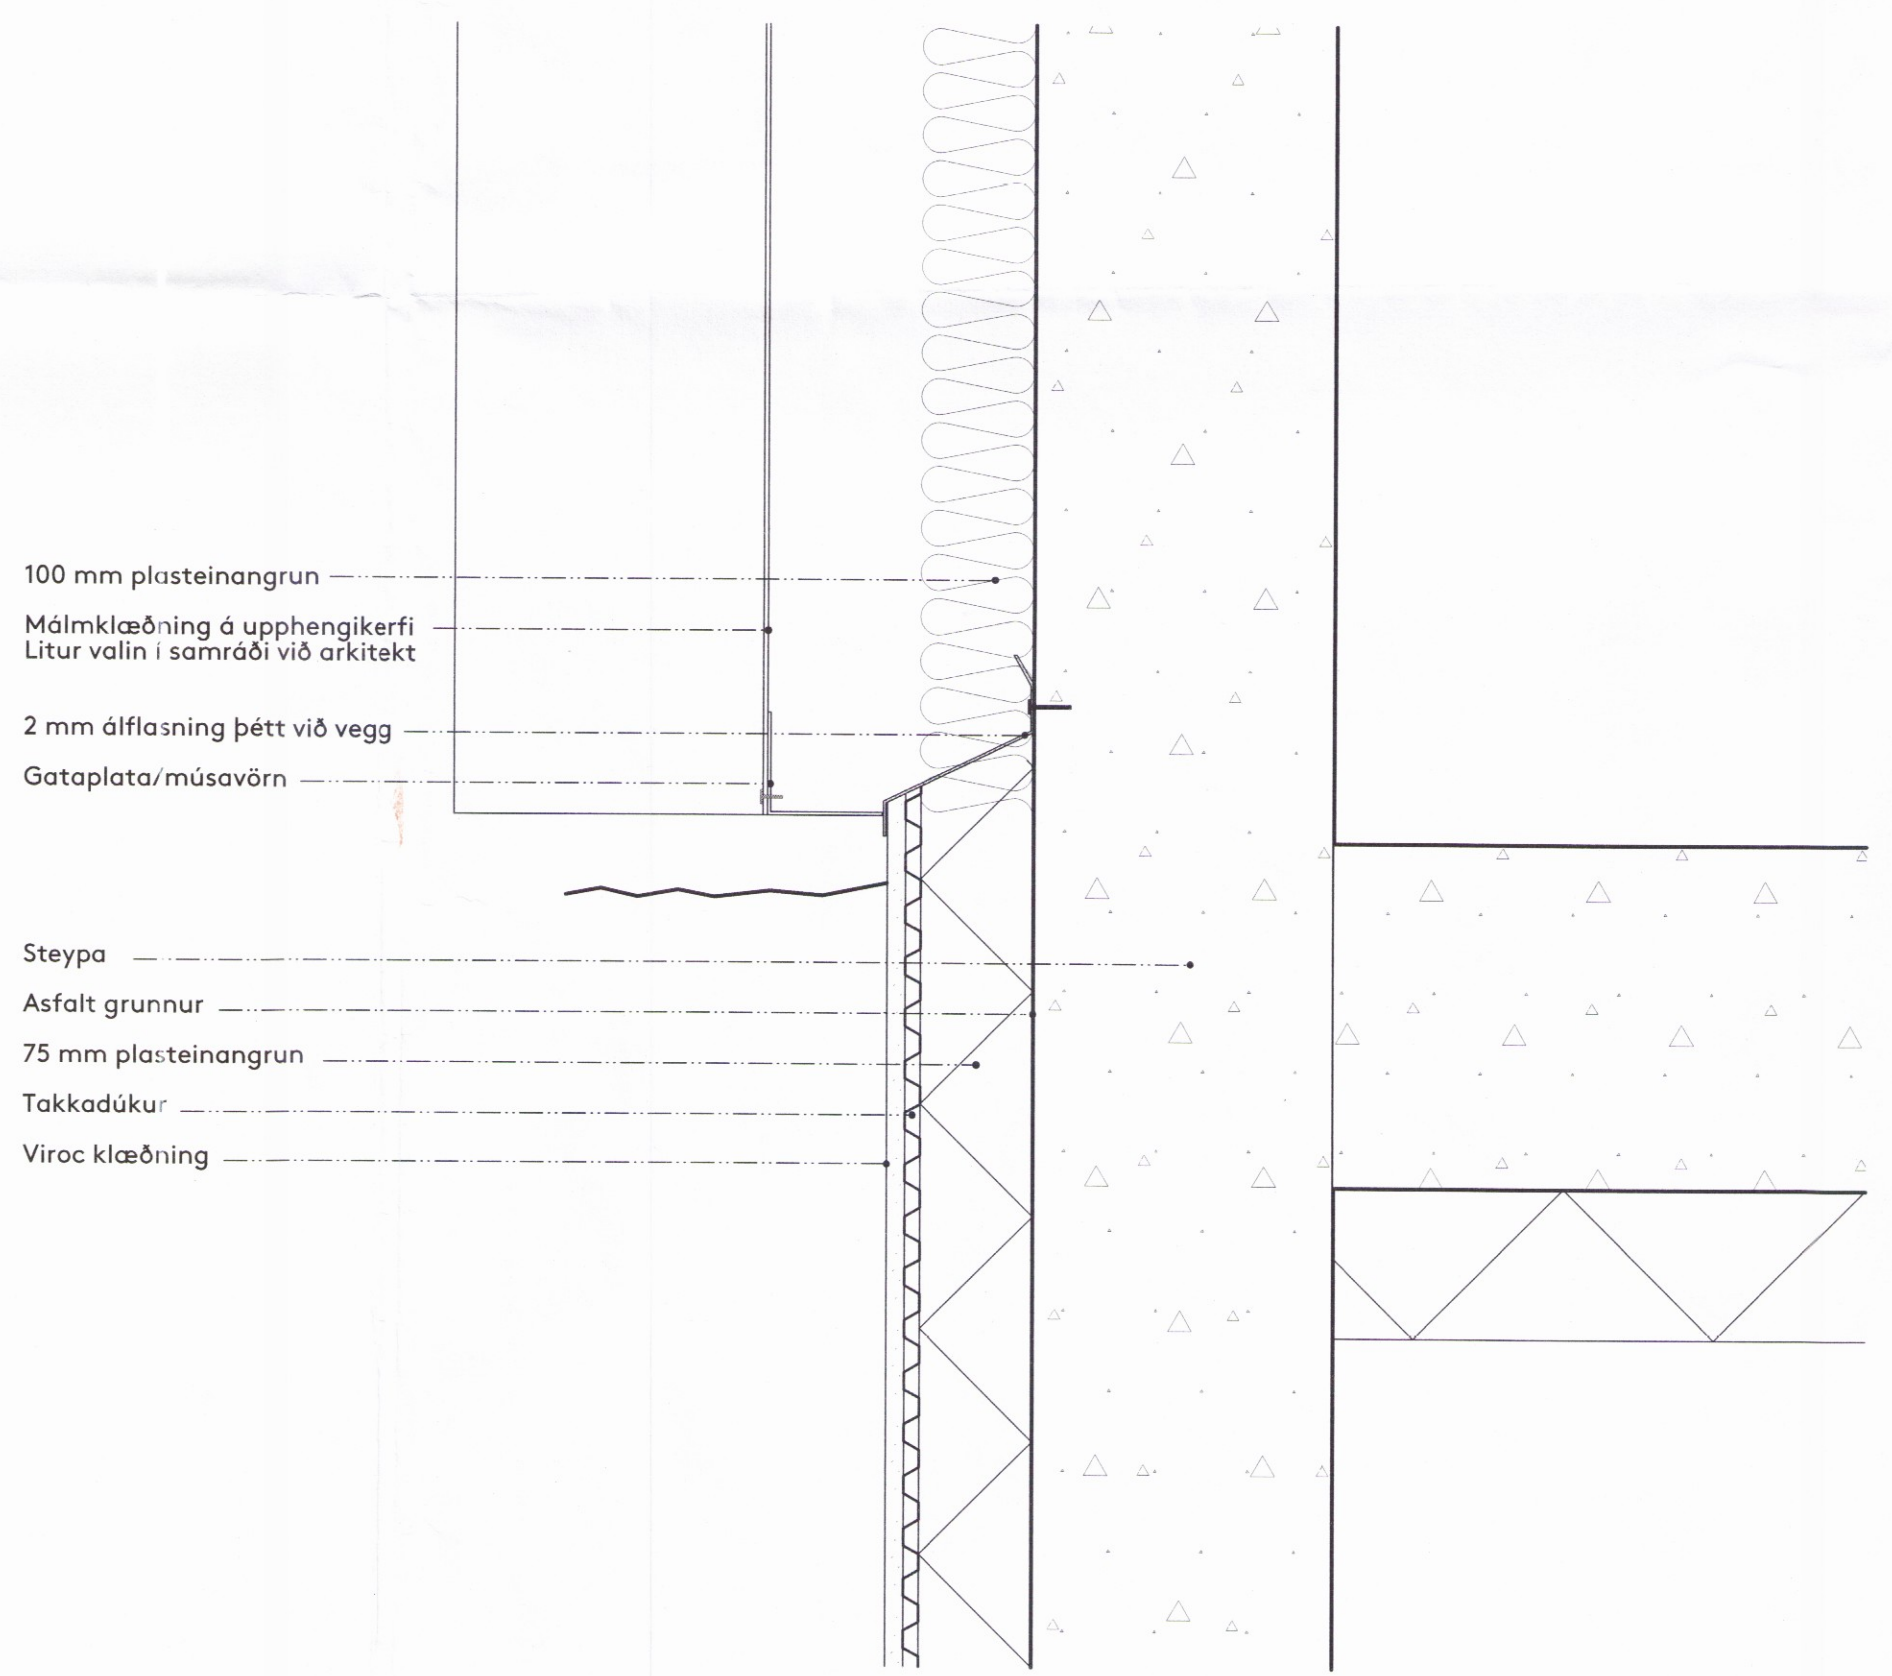 100 mm plasteinangrun
Málmklæðning á upphengikerfi
Litur valin í samráði við arkitekt
2 mm álflasning þétt við vegg
Gataplata/músavörn
Steypa
Asfalt grunnur
75 mm plasteinangrun
Takkadúkur
Viroc klæðning